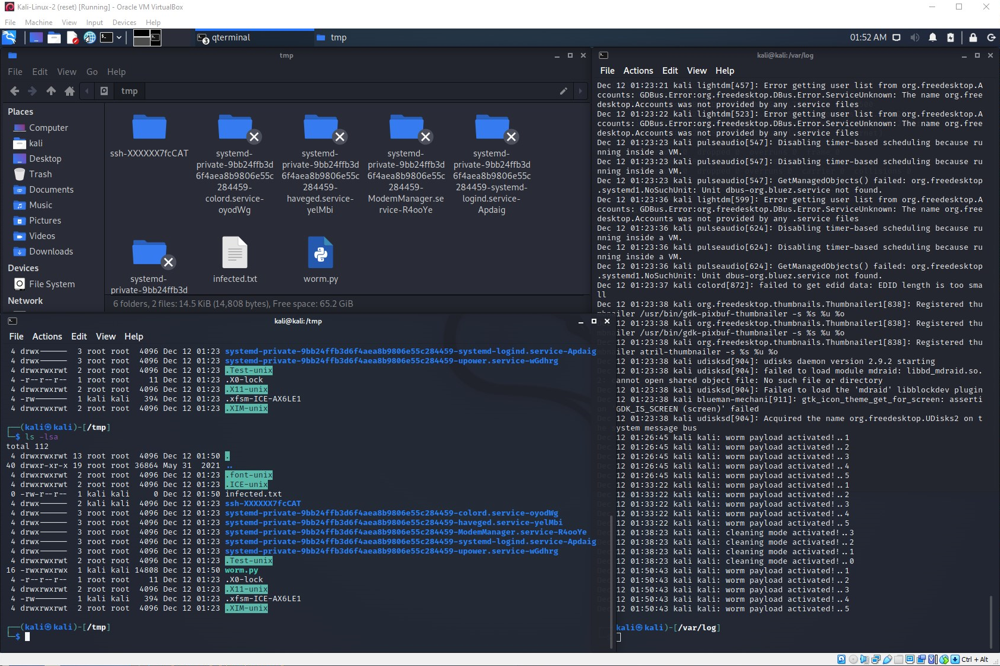 Kali-Linux-2 (reset) [Running] - Oracle VM VirtualBox
File Machine View Input Devices Help
qterminal
3
tmp
01:52 AM
tmp
File Edit View Go Help
tmp
Places
Computer
kali
Desktop
Trash
Documents
Music
Pictures
Videos
Downloads
Devices
File System
Network
ssh-XXXXXX7fcCAT
systemd-
private-9bb24ffb3d
6f4aea8b9806e55c
284459-
colord.service-
oyodWg
systemd-
private-9bb24ffb3d
6f4aea8b9806e55c
284459-
haveged.service-
yelMbi
systemd-
private-9bb24ffb3d
6f4aea8b9806e55c
284459-
ModemManager.se
rvice-R4ooYe
systemd-
private-9bb24ffb3d
6f4aea8b9806e55c
284459-systemd-
logind.service-
Apdaig
systemd-
private-9bb24ffb3d
infected.txt
worm.py
6 folders, 2 files: 14.5 KiB (14,808 bytes), Free space: 65.2 GiB
kali@kali:/tmp
File Actions Edit View Help
4 drwx------ 3 root root 4096 Dec 12 01:23 systemd-private-9bb24ffb3d6f4aea8b9806e55c284459-systemd-logind.service-Apdaig
4 drwx------ 3 root root 4096 Dec 12 01:23 systemd-private-9bb24ffb3d6f4aea8b9806e55c284459-upower.service-wGdhrg
4 drwxrwxrwt 2 root root 4096 Dec 12 01:23 .Test-unix
4 -r--r--r-- 1 root root 11 Dec 12 01:23 .X0-lock
4 drwxrwxrwt 2 root root 4096 Dec 12 01:23 .X11-unix
4 -rw------- 1 kali kali 394 Dec 12 01:23 .xfsm-ICE-AX6LE1
4 drwxrwxrwt 2 root root 4096 Dec 12 01:23 .XIM-unix
┌──(kali㉿kali)-[/tmp]
└─$ ls -lsa
total 112
4 drwxrwxrwt 13 root root 4096 Dec 12 01:50 .
40 drwxr-xr-x 19 root root 36864 May 31 2021 ..
4 drwxrwxrwt 2 root root 4096 Dec 12 01:23 .font-unix
4 drwxrwxrwt 2 root root 4096 Dec 12 01:23 .ICE-unix
0 -rw-r--r-- 1 kali kali 0 Dec 12 01:50 infected.txt
4 drwx------ 2 kali kali 4096 Dec 12 01:23 ssh-XXXXXX7fcCAT
4 drwx------ 3 root root 4096 Dec 12 01:23 systemd-private-9bb24ffb3d6f4aea8b9806e55c284459-colord.service-oyodWg
4 drwx------ 3 root root 4096 Dec 12 01:23 systemd-private-9bb24ffb3d6f4aea8b9806e55c284459-haveged.service-yelMbi
4 drwx------ 3 root root 4096 Dec 12 01:23 systemd-private-9bb24ffb3d6f4aea8b9806e55c284459-ModemManager.service-R4ooYe
4 drwx------ 3 root root 4096 Dec 12 01:23 systemd-private-9bb24ffb3d6f4aea8b9806e55c284459-systemd-logind.service-Apdaig
4 drwx------ 3 root root 4096 Dec 12 01:23 systemd-private-9bb24ffb3d6f4aea8b9806e55c284459-upower.service-wGdhrg
4 drwxrwxrwt 2 root root 4096 Dec 12 01:23 .Test-unix
16 -rwxrwxrwx 1 kali kali 14808 Dec 12 01:50 worm.py
4 -r--r--r-- 1 root root 11 Dec 12 01:23 .X0-lock
4 drwxrwxrwt 2 root root 4096 Dec 12 01:23 .X11-unix
4 -rw------- 1 kali kali 394 Dec 12 01:23 .xfsm-ICE-AX6LE1
4 drwxrwxrwt 2 root root 4096 Dec 12 01:23 .XIM-unix
┌──(kali㉿kali)-[/tmp]
└─$
kali@kali:/var/log
File Actions Edit View Help
Dec 12 01:23:21 kali lightdm[457]: Error getting user list from org.freedesktop.A
ccounts: GDBus.Error:org.freedesktop.DBus.Error.ServiceUnknown: The name org.free
desktop.Accounts was not provided by any .service files
Dec 12 01:23:22 kali lightdm[523]: Error getting user list from org.freedesktop.A
ccounts: GDBus.Error:org.freedesktop.DBus.Error.ServiceUnknown: The name org.free
desktop.Accounts was not provided by any .service files
Dec 12 01:23:23 kali pulseaudio[547]: Disabling timer-based scheduling because ru
nning inside a VM.
Dec 12 01:23:23 kali pulseaudio[547]: Disabling timer-based scheduling because ru
nning inside a VM.
Dec 12 01:23:23 kali pulseaudio[547]: GetManagedObjects() failed: org.freedesktop
.systemd1.NoSuchUnit: Unit dbus-org.bluez.service not found.
Dec 12 01:23:36 kali lightdm[599]: Error getting user list from org.freedesktop.A
ccounts: GDBus.Error:org.freedesktop.DBus.Error.ServiceUnknown: The name org.free
desktop.Accounts was not provided by any .service files
Dec 12 01:23:36 kali pulseaudio[624]: Disabling timer-based scheduling because ru
nning inside a VM.
Dec 12 01:23:36 kali pulseaudio[624]: Disabling timer-based scheduling because ru
nning inside a VM.
Dec 12 01:23:36 kali pulseaudio[624]: GetManagedObjects() failed: org.freedesktop
.systemd1.NoSuchUnit: Unit dbus-org.bluez.service not found.
Dec 12 01:23:37 kali colord[872]: failed to get edid data: EDID length is too sma
ll
Dec 12 01:23:38 kali org.freedesktop.thumbnails.Thumbnailer1[838]: Registered thu
mbnailer /usr/bin/gdk-pixbuf-thumbnailer -s %s %u %o
12 01:23:38 kali org.freedesktop.thumbnails.Thumbnailer1[838]: Registered thu
nailer /usr/bin/gdk-pixbuf-thumbnailer -s %s %u %o
12 01:23:38 kali org.freedesktop.thumbnails.Thumbnailer1[838]: Registered thu
nailer atril-thumbnailer -s %s %u %o
12 01:23:38 kali udisksd[904]: udisks daemon version 2.9.2 starting
12 01:23:38 kali udisksd[904]: failed to load module mdraid: libbd_mdraid.so.
annot open shared object file: No such file or directory
12 01:23:38 kali udisksd[904]: Failed to load the 'mdraid' libblockdev plugin
12 01:23:38 kali blueman-mechani[911]: gtk_icon_theme_get_for_screen: asserti
GDK_IS_SCREEN (screen)' failed
12 01:23:38 kali udisksd[904]: Acquired the name org.freedesktop.UDisks2 on t
system message bus
12 01:26:45 kali kali: worm payload activated!..1
12 01:26:45 kali kali: worm payload activated!..2
12 01:26:45 kali kali: worm payload activated!..3
12 01:26:45 kali kali: worm payload activated!..4
12 01:26:45 kali kali: worm payload activated!..5
12 01:33:22 kali kali: worm payload activated!..1
12 01:33:22 kali kali: worm payload activated!..2
12 01:33:22 kali kali: worm payload activated!..3
12 01:33:22 kali kali: worm payload activated!..4
12 01:33:22 kali kali: worm payload activated!..5
12 01:38:23 kali kali: cleaning mode activated!..3
12 01:38:23 kali kali: cleaning mode activated!..2
12 01:38:23 kali kali: cleaning mode activated!..1
12 01:38:23 kali kali: cleaning mode activated!..0
12 01:50:43 kali kali: worm payload activated!..1
12 01:50:43 kali kali: worm payload activated!..2
12 01:50:43 kali kali: worm payload activated!..3
12 01:50:43 kali kali: worm payload activated!..4
12 01:50:43 kali kali: worm payload activated!..5
kali㉿kali)-[/var/log]
Ctrl + Alt